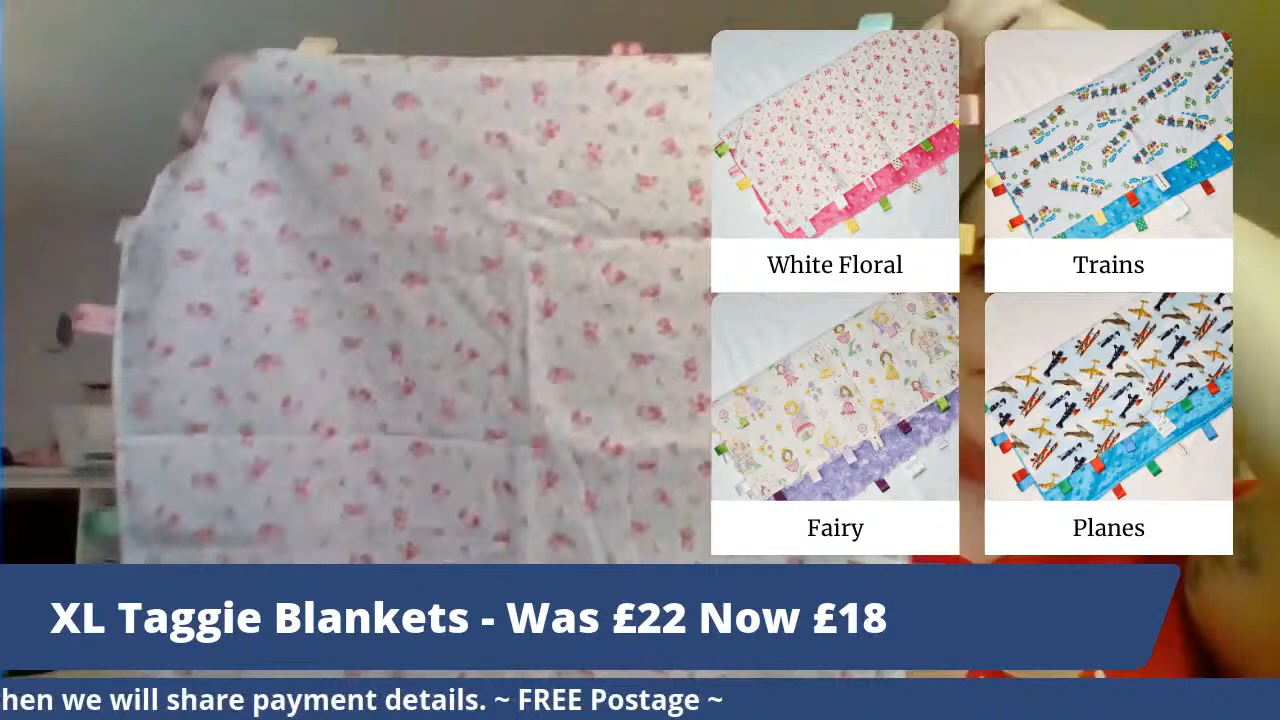 White Floral
Trains
Fairy
Planes
XL Taggie Blankets - Was £22 Now £18
hen we will share payment details. ~ FREE Postage ~